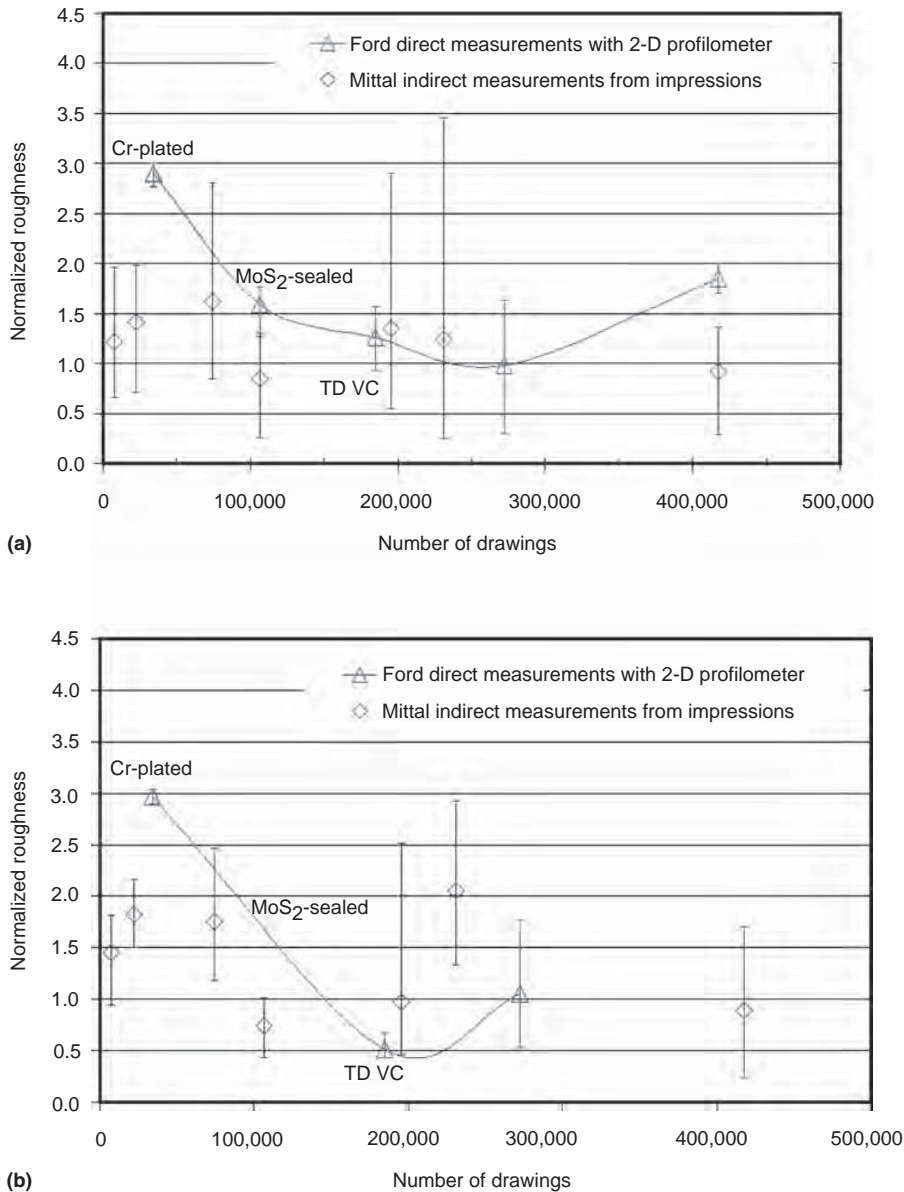 4.5
4.0
3.5
3.0
2.5
2.0
1.5
1.0
0.5
0.0
Normalized roughness
Ford direct measurements with 2-D profilometer
Mittal indirect measurements from impressions
Cr-plated
MoS2-sealed
TD VC
0 100,000 200,000 300,000 400,000 500,000
(a) Number of drawings
4.5
4.0
3.5
3.0
2.5
2.0
1.5
1.0
0.5
0.0
Normalized roughness
Ford direct measurements with 2-D profilometer
Mittal indirect measurements from impressions
Cr-plated
MoS2-sealed
TD VC
0 100,000 200,000 300,000 400,000 500,000
(b) Number of drawings